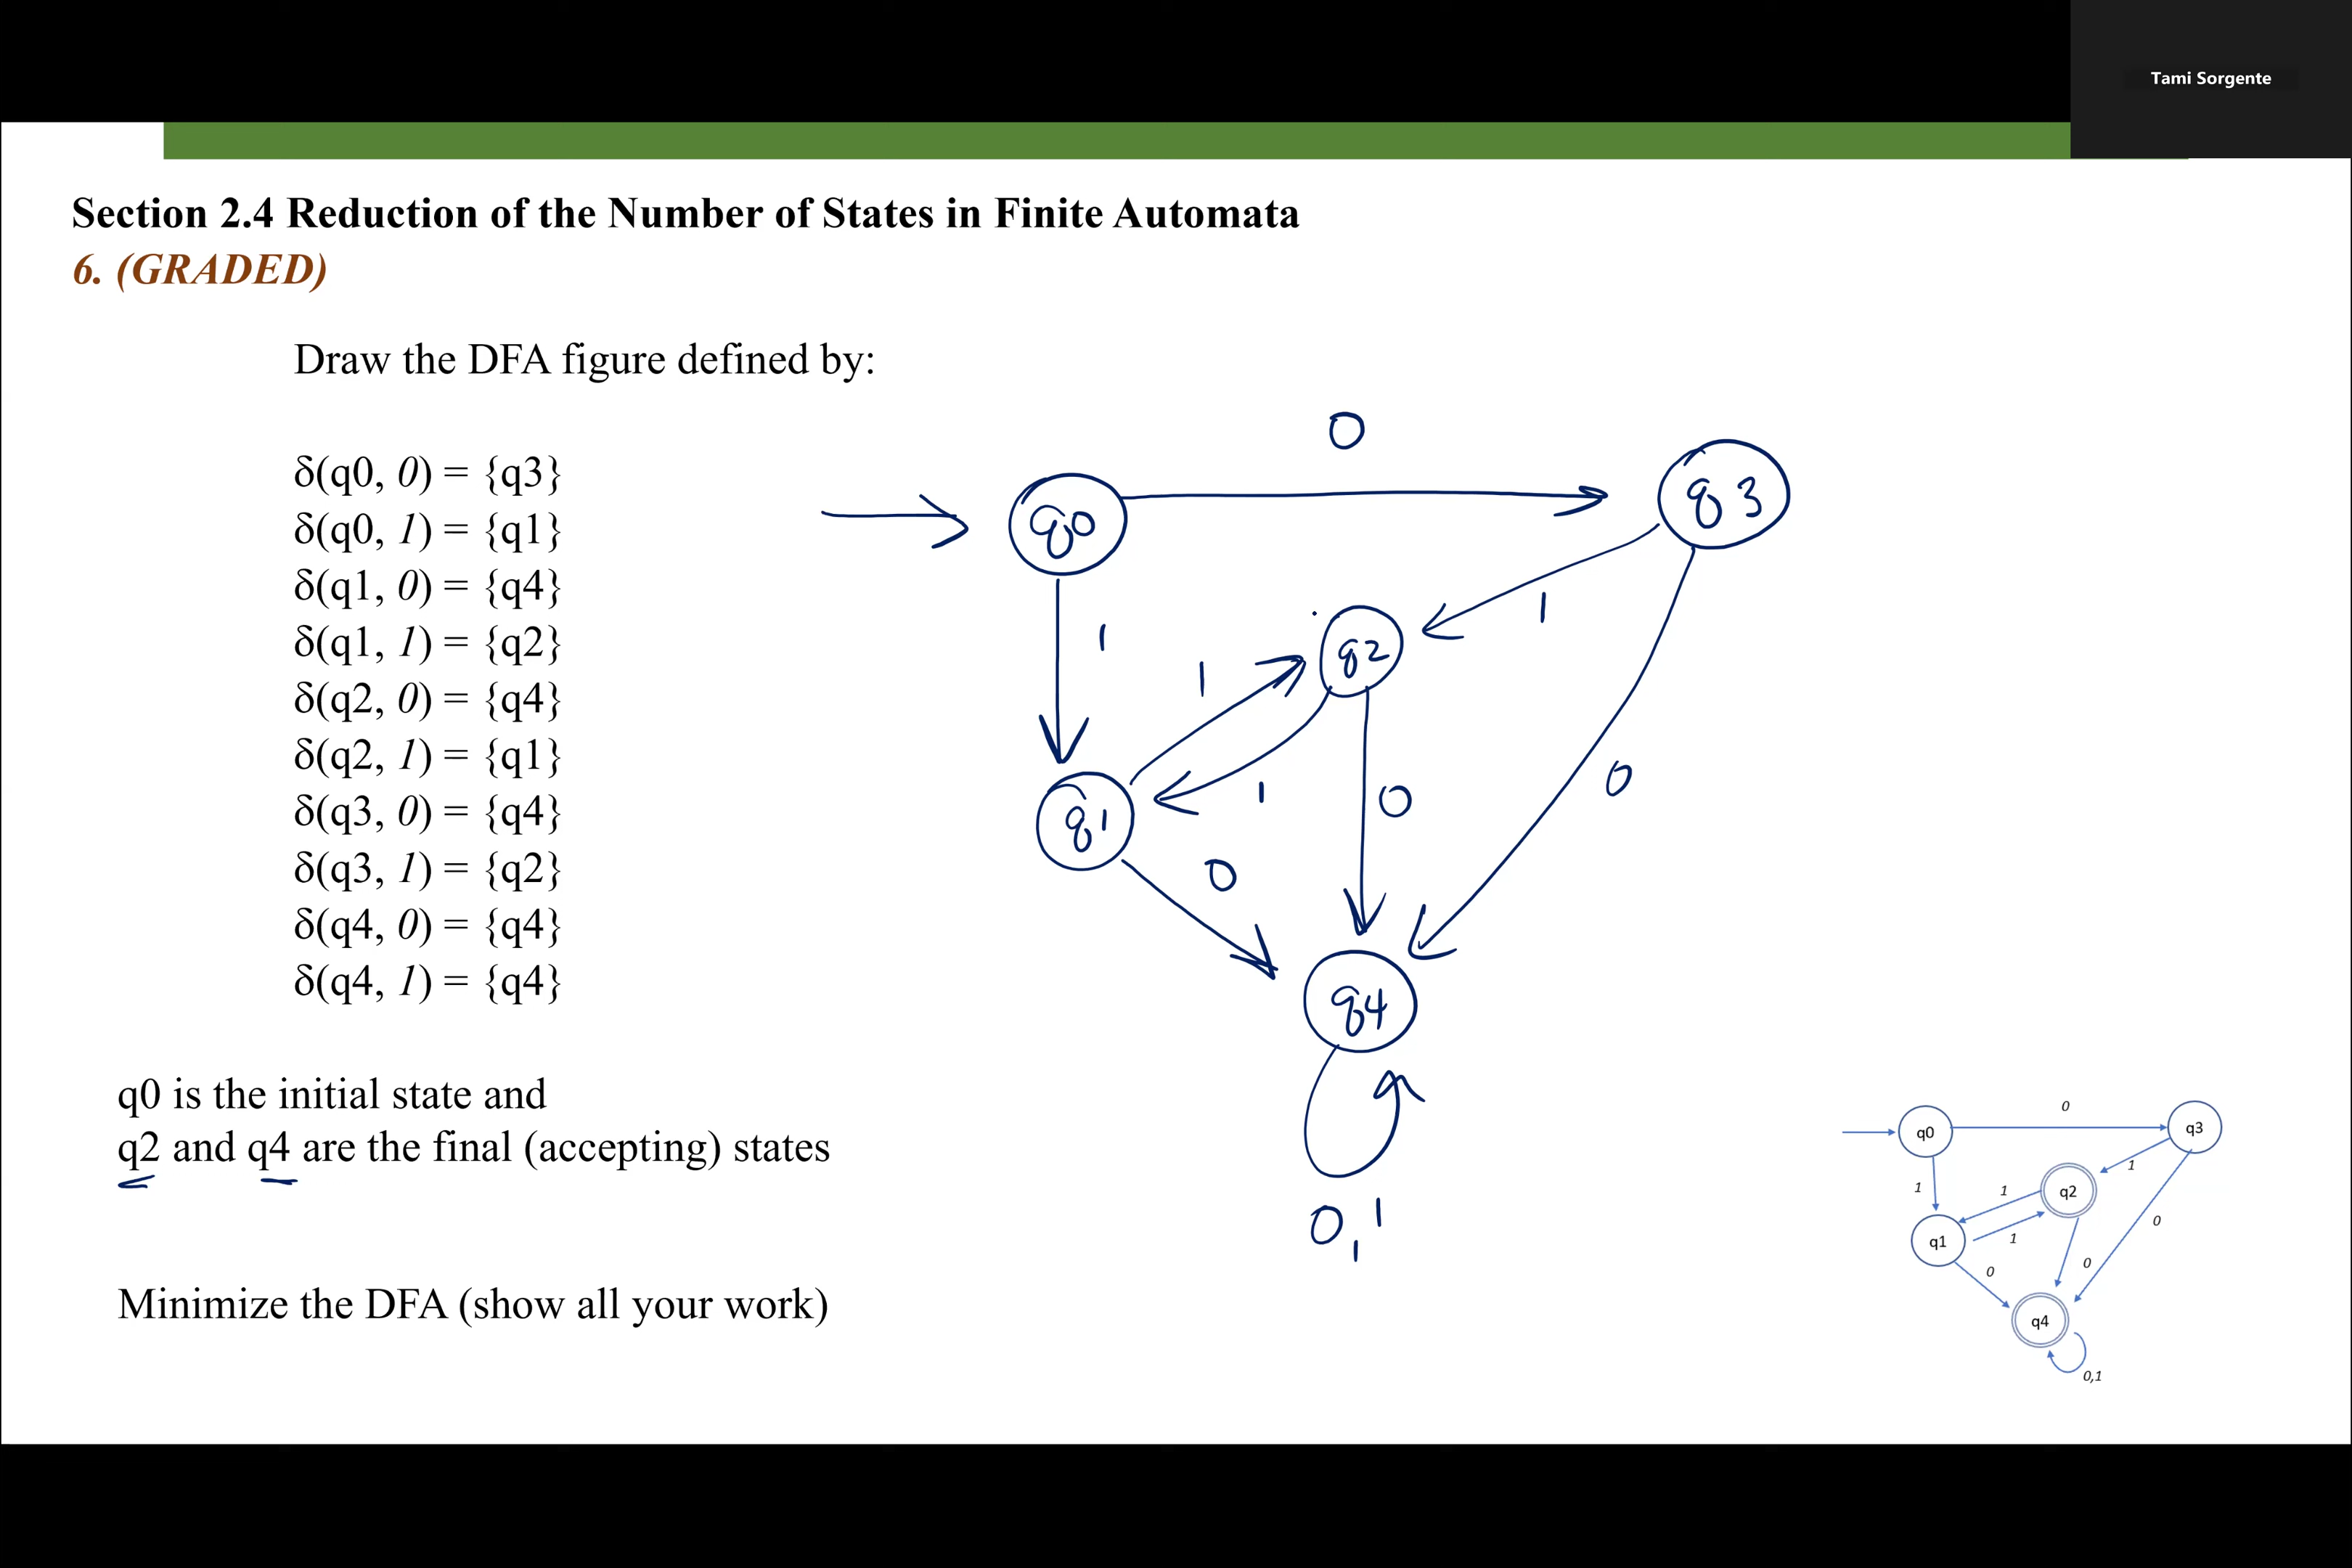 Tami Sorgente
Section 2.4 Reduction of the Number of States in Finite Automata
6. (GRADED)
Draw the DFA figure defined by:
δ(q0, 0) = {q3}
δ(q0, 1) = {q1}
δ(q1, 0) = {q4}
δ(q1, 1) = {q2}
δ(q2, 0) = {q4}
δ(q2, 1) = {q1}
δ(q3, 0) = {q4}
δ(q3, 1) = {q2}
δ(q4, 0) = {q4}
δ(q4, 1) = {q4}
q0 is the initial state and
q2 and q4 are the final (accepting) states
Minimize the DFA (show all your work)
0
q0
q3
1
1
1
q2
1
0
0
q1
0
q4
0,1
0
q0
q3
1
1
1
q2
0
q1
1
0
0
q4
0,1